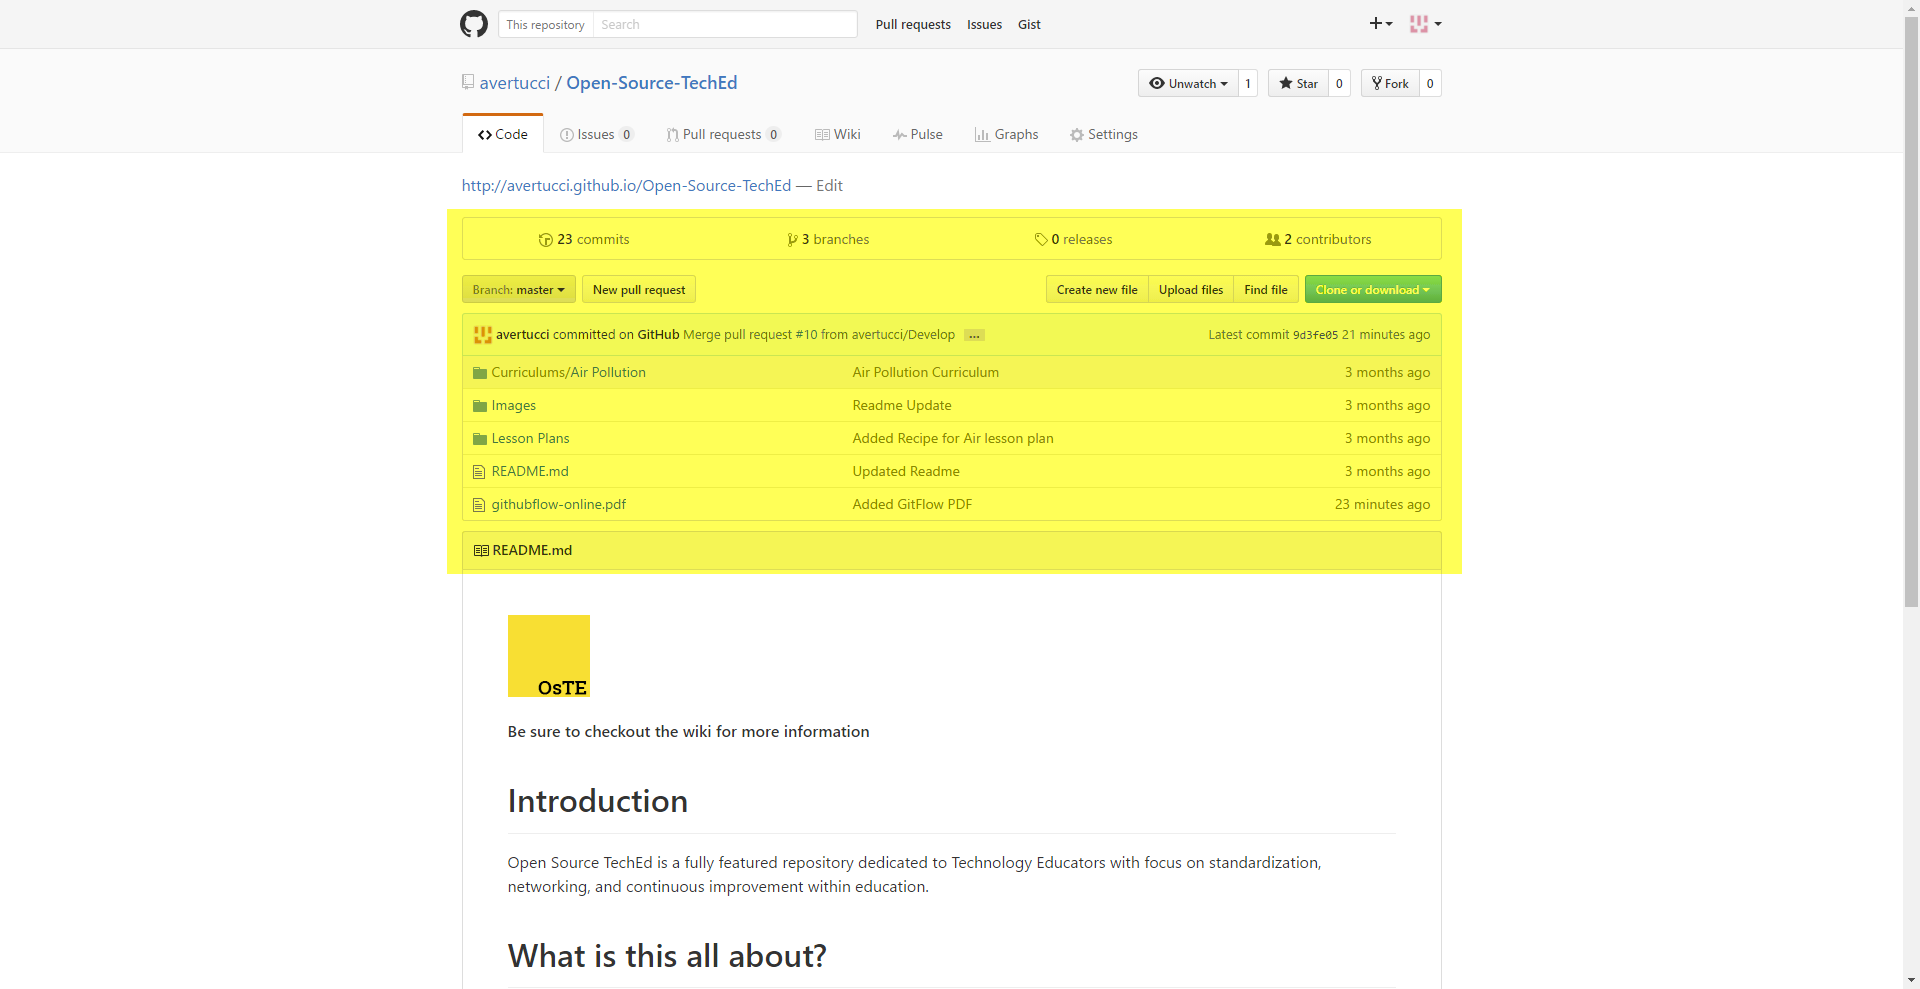 This repository Search Pull requests Issues Gist
avertucci / Open-Source-TechEd Unwatch 1 Star 0 Fork 0
Code Issues 0 Pull requests 0 Wiki Pulse Graphs Settings
http://avertucci.github.io/Open-Source-TechEd — Edit
23 commits 3 branches 0 releases 2 contributors
Branch: master New pull request Create new file Upload files Find file Clone or download
avertucci committed on GitHub Merge pull request #10 from avertucci/Develop ... Latest commit 9d3fe05 21 minutes ago
Curriculums/Air Pollution Air Pollution Curriculum 3 months ago
Images Readme Update 3 months ago
Lesson Plans Added Recipe for Air lesson plan 3 months ago
README.md Updated Readme 3 months ago
githubflow-online.pdf Added GitFlow PDF 23 minutes ago
README.md
OsTE
Be sure to checkout the wiki for more information
Introduction
Open Source TechEd is a fully featured repository dedicated to Technology Educators with focus on standardization,
networking, and continuous improvement within education.
What is this all about?